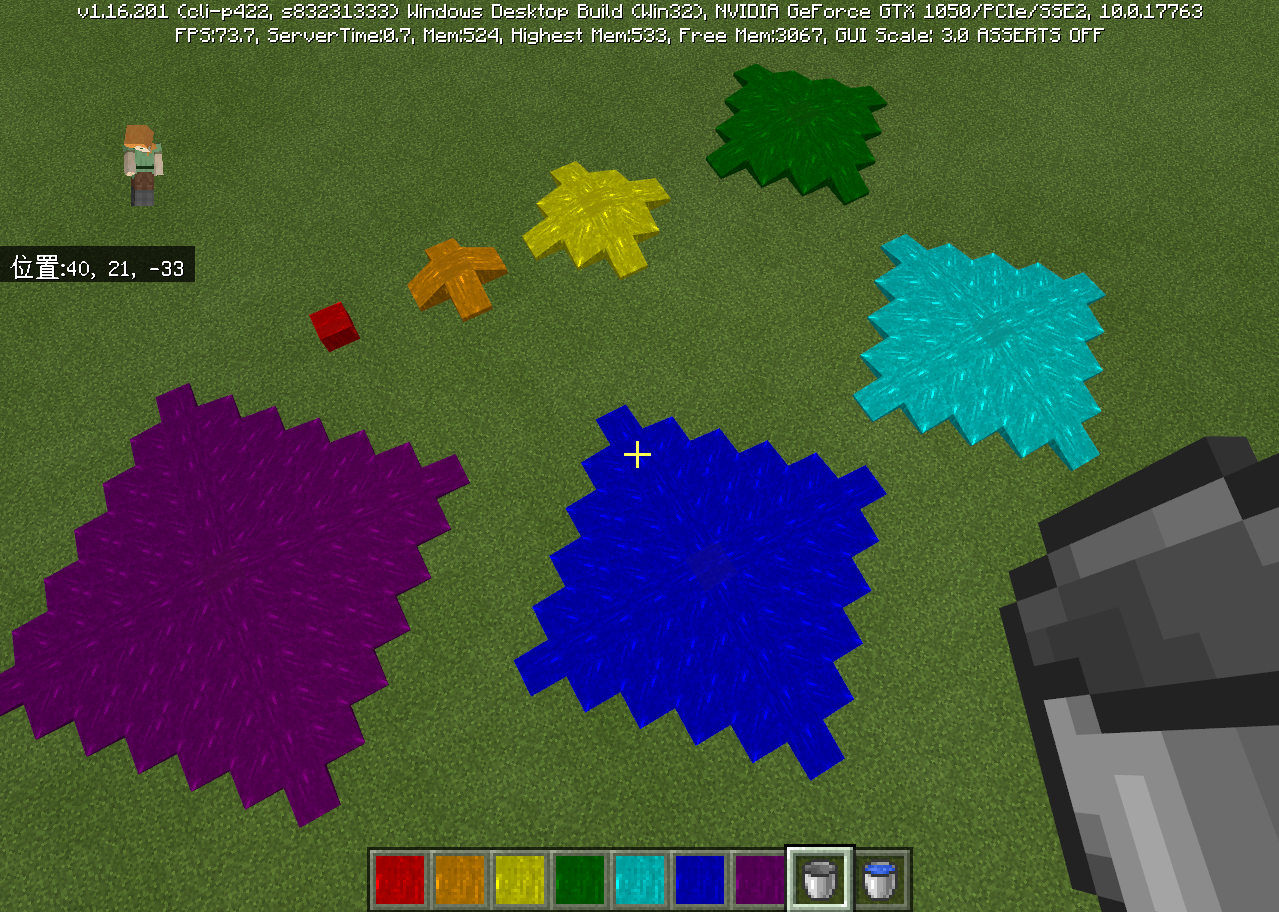 v1.16.201 (cli-p422, s83231333) Windows Desktop Build (Win32), NVIDIA GeForce GTX 1050/PCIe/SSE2, 10.0.17763
FPS:73.7, ServerTime:0.7, Mem:524, Highest Mem:533, Free Mem:3067, GUI Scale: 3.0 ASSERTS OFF
位置:40, 21, -33